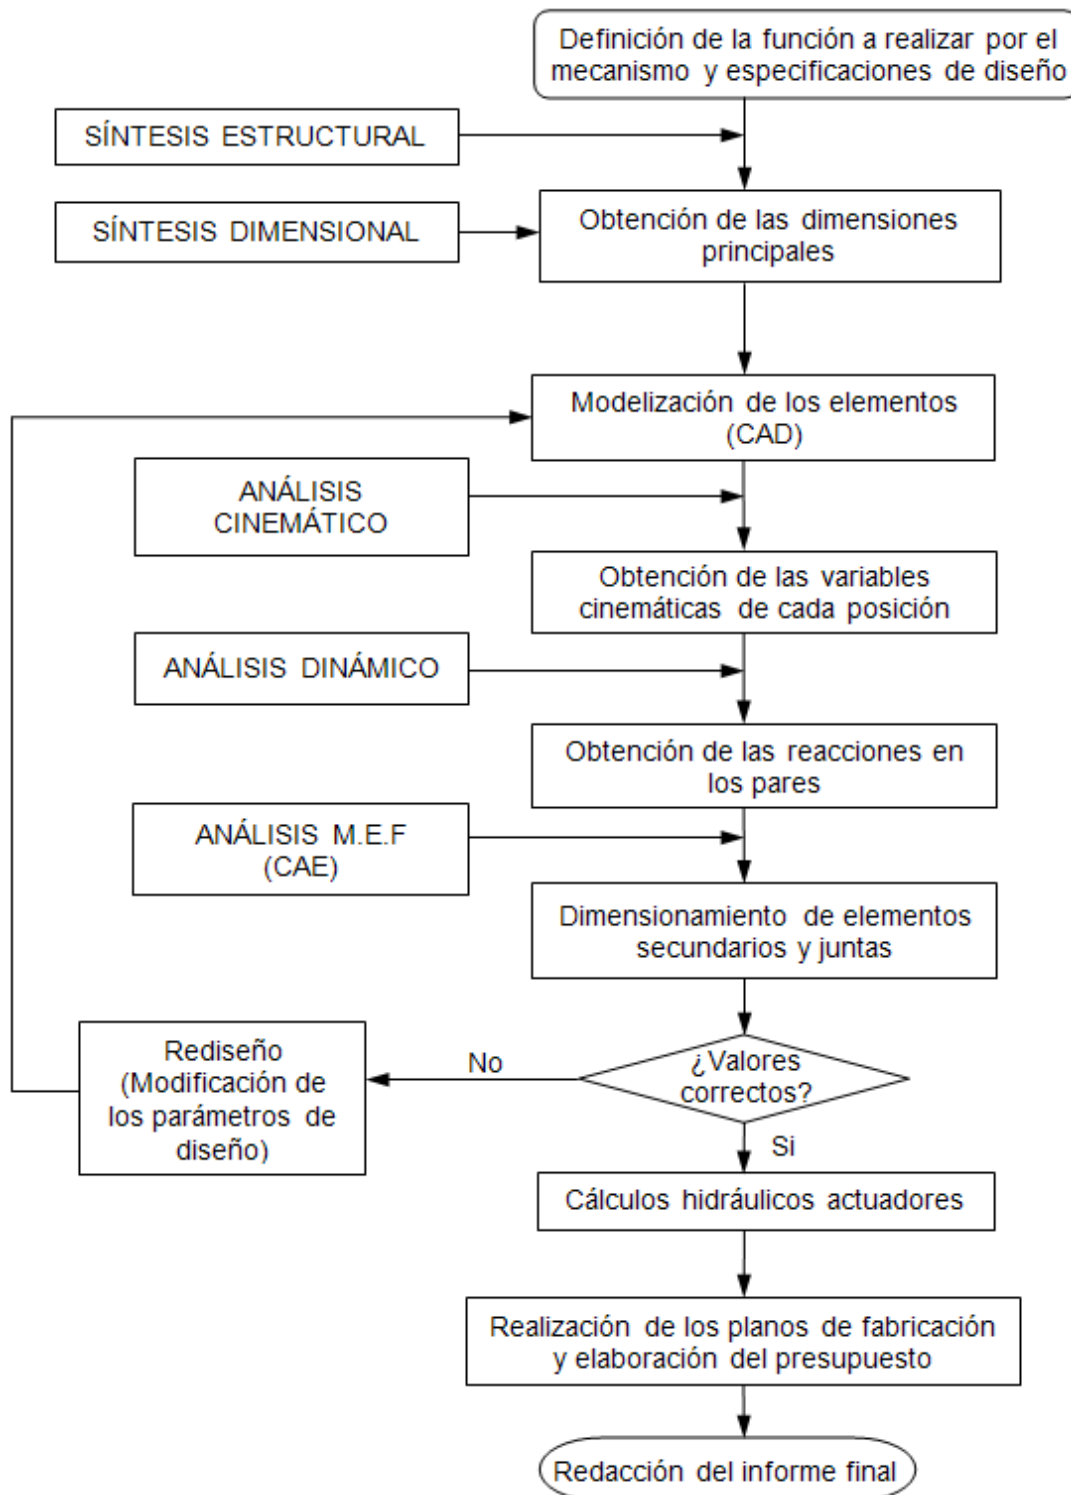 Definición de la función a realizar por el
mecanismo y especificaciones de diseño
SÍNTESIS ESTRUCTURAL
SÍNTESIS DIMENSIONAL
Obtención de las dimensiones
principales
Modelización de los elementos
(CAD)
ANÁLISIS
CINEMÁTICO
Obtención de las variables
cinemáticas de cada posición
ANÁLISIS DINÁMICO
Obtención de las reacciones en
los pares
ANÁLISIS M.E.F
(CAE)
Dimensionamiento de elementos
secundarios y juntas
¿Valores
correctos?
No
Rediseño
(Modificación de
los parámetros de
diseño)
Si
Cálculos hidráulicos actuadores
Realización de los planos de fabricación
y elaboración del presupuesto
Redacción del informe final